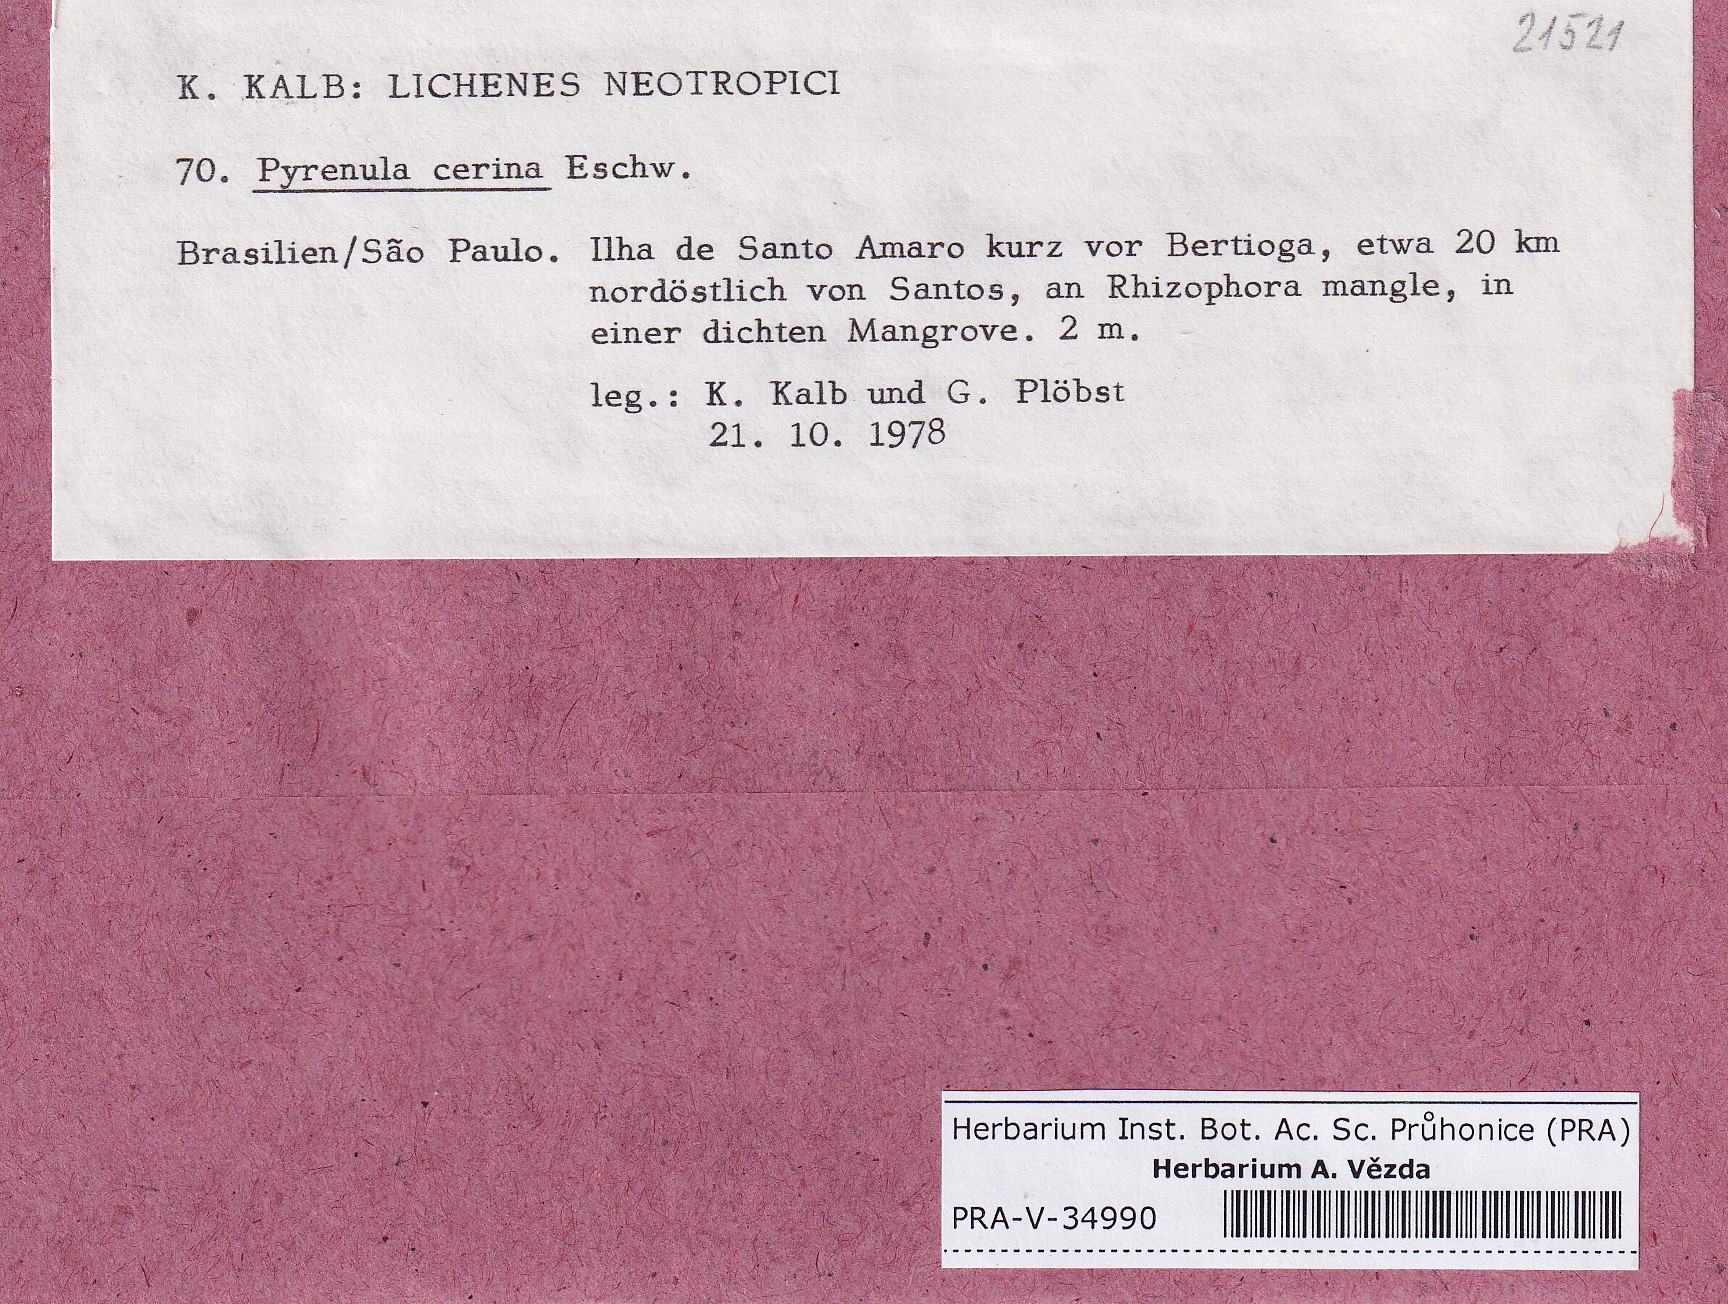 21521
K. KALB: LICHENES NEOTROPICI
70. Pyrenula cerina Eschw.
Brasilien/São Paulo. Ilha de Santo Amaro kurz vor Bertioga, etwa 20 km
nordöstlich von Santos, an Rhizophora mangle, in
einer dichten Mangrove. 2 m.
leg.: K. Kalb und G. Plöbst
21. 10. 1978
Herbarium Inst. Bot. Ac. Sc. Průhonice (PRA)
Herbarium A. Vězda
PRA-V-34990